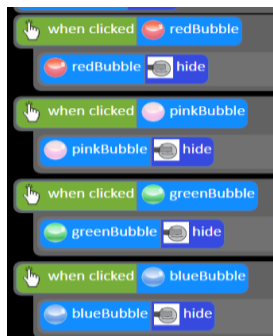 when clicked redBubble
redBubble hide
when clicked pinkBubble
pinkBubble hide
when clicked greenBubble
greenBubble hide
when clicked blueBubble
blueBubble hide